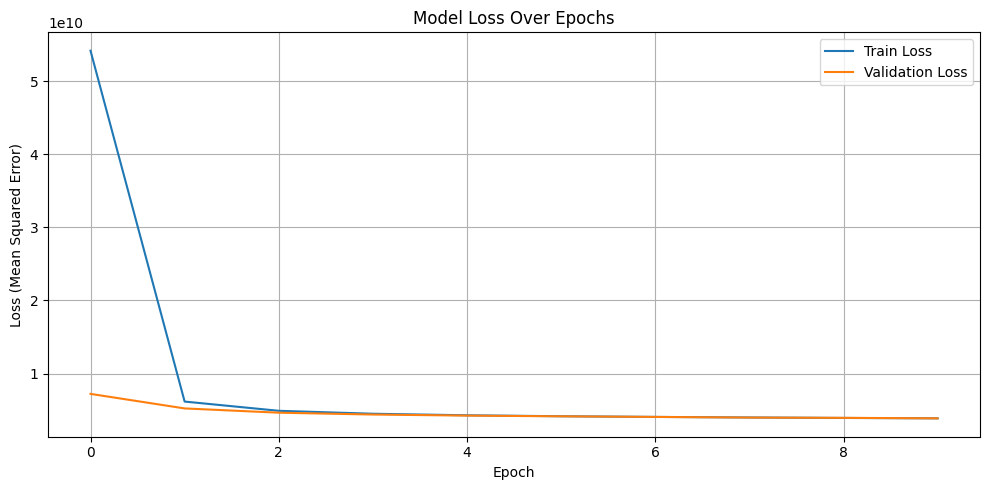 Model Loss Over Epochs
1e10
Train Loss
Validation Loss
5
4
3
2
1
Loss (Mean Squared Error)
0 2 4 6 8
Epoch